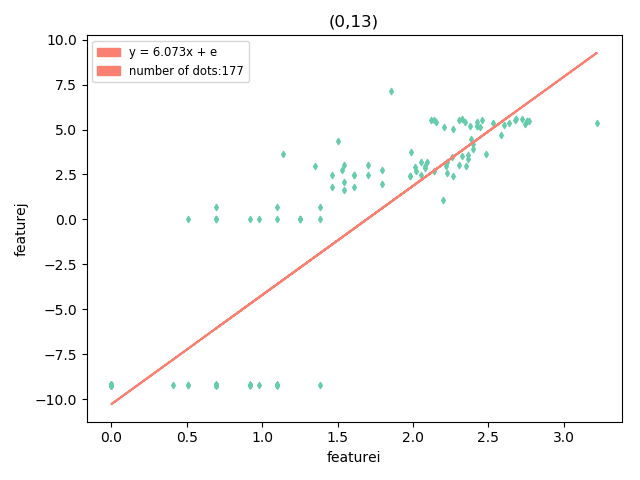 (0,13)
y = 6.073x + e
number of dots:177
featurej
10.0
7.5
5.0
2.5
0.0
−2.5
−5.0
−7.5
−10.0
0.0 0.5 1.0 1.5 2.0 2.5 3.0
featurei